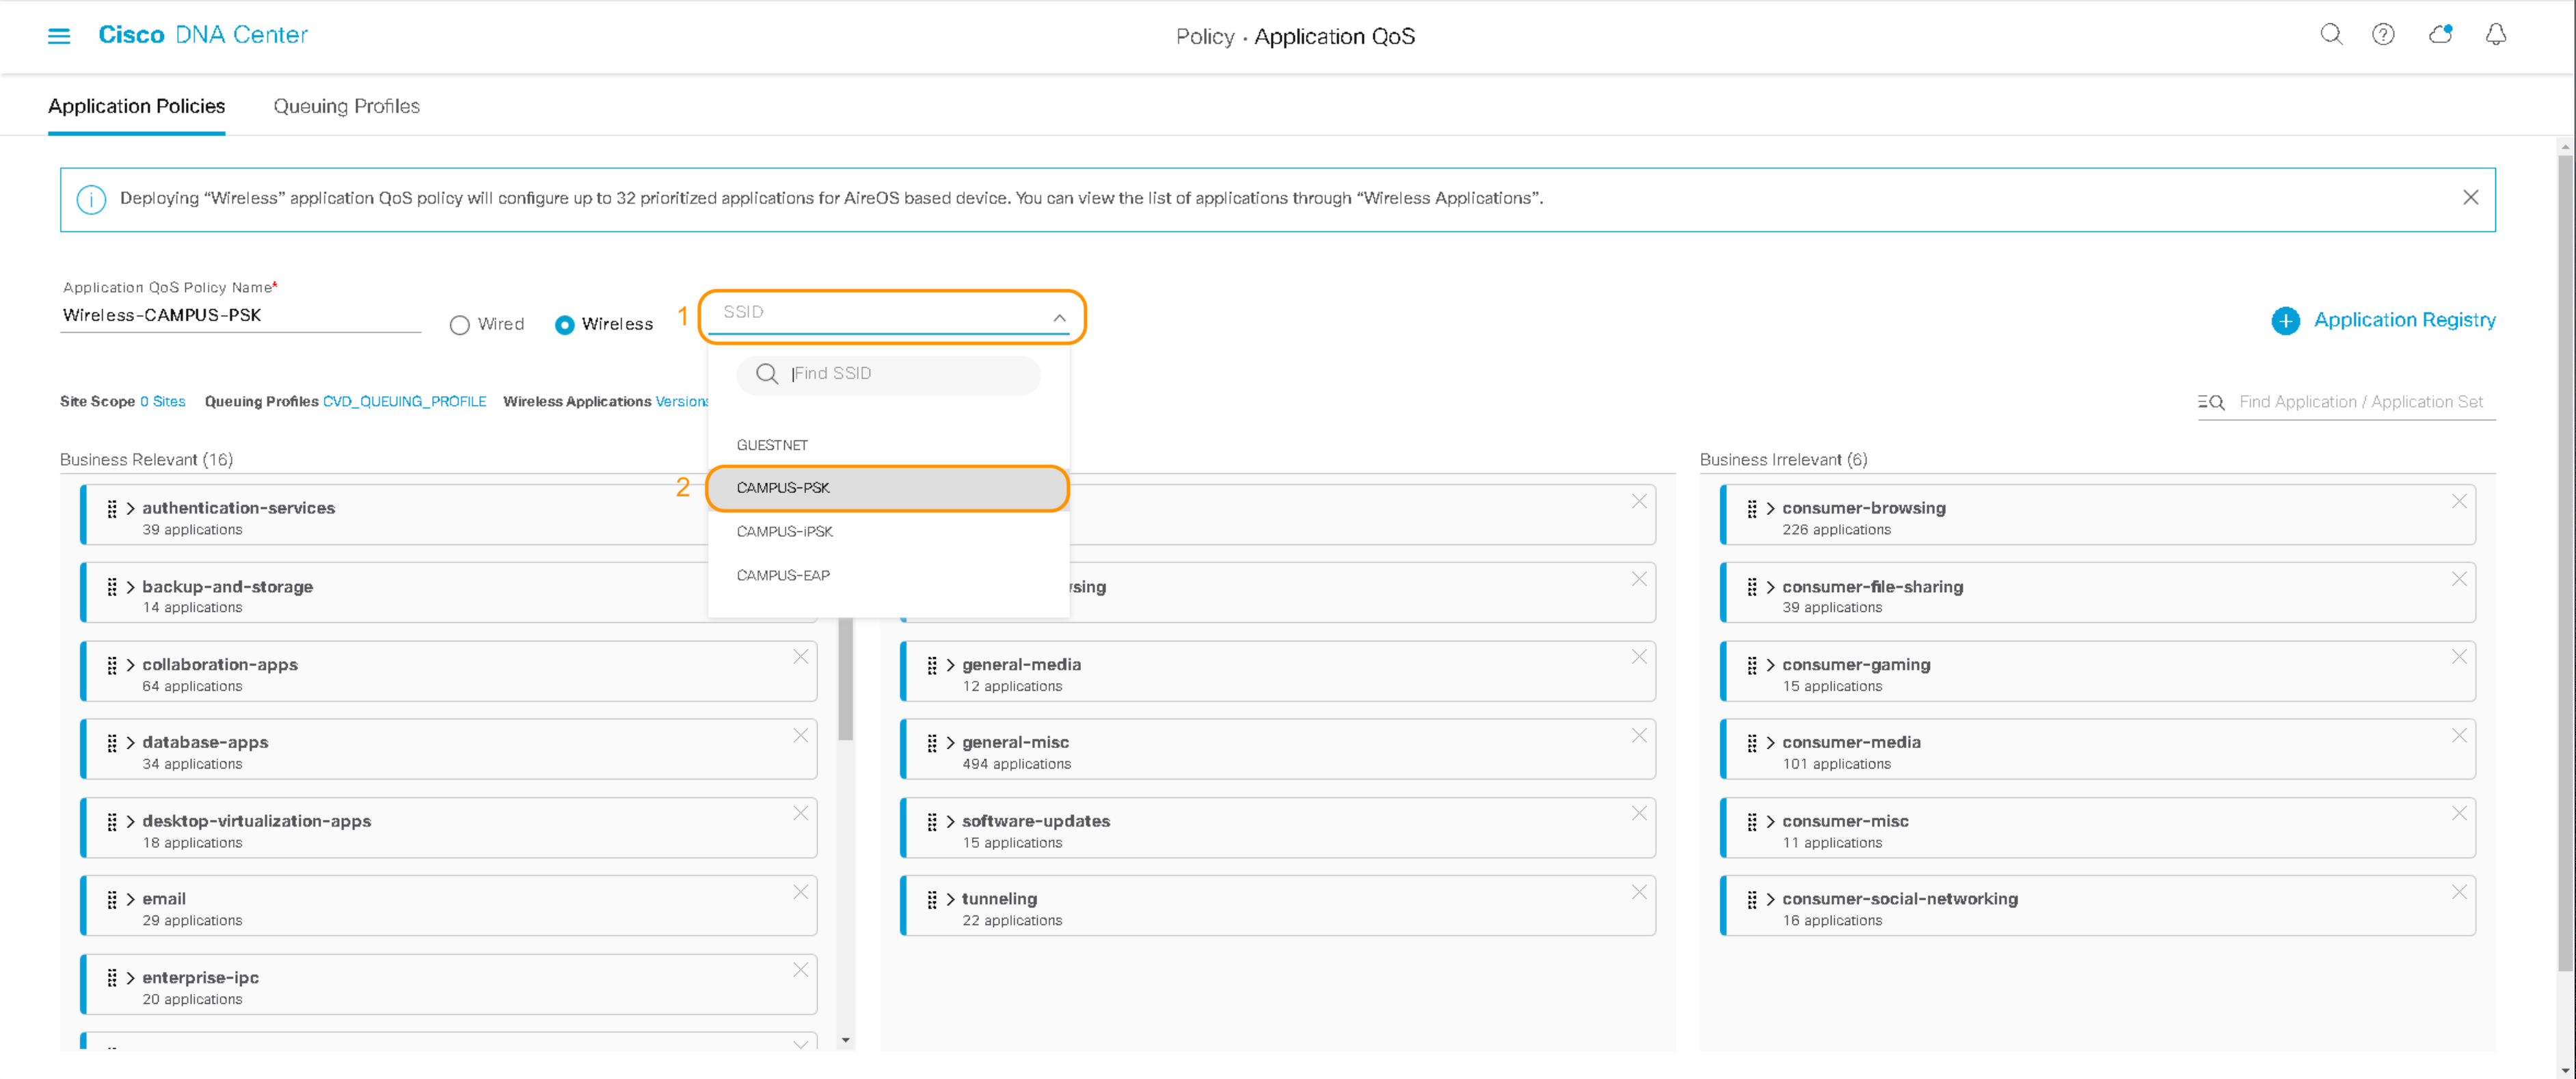 Cisco DNA Center
Policy · Application QoS
Application Policies
Queuing Profiles
Deploying “Wireless” application QoS policy will configure up to 32 prioritized applications for AireOS based device. You can view the list of applications through “Wireless Applications”.
Application QoS Policy Name*
Wireless-CAMPUS-PSK
Wired
Wireless
1
SSID
Application Registry
Find SSID
Site Scope 0 Sites Queuing Profiles CVD_QUEUING_PROFILE Wireless Applications
Find Application / Application Set
GUESTNET
2
CAMPUS-PSK
CAMPUS-iPSK
CAMPUS-EAP
Business Relevant (16)
authentication-services
39 applications
backup-and-storage
14 applications
collaboration-apps
64 applications
database-apps
34 applications
desktop-virtualization-apps
18 applications
email
29 applications
enterprise-ipc
20 applications
general-media
12 applications
general-misc
494 applications
software-updates
15 applications
tunneling
22 applications
Business Irrelevant (6)
consumer-browsing
226 applications
consumer-file-sharing
39 applications
consumer-gaming
15 applications
consumer-media
101 applications
consumer-misc
11 applications
consumer-social-networking
16 applications